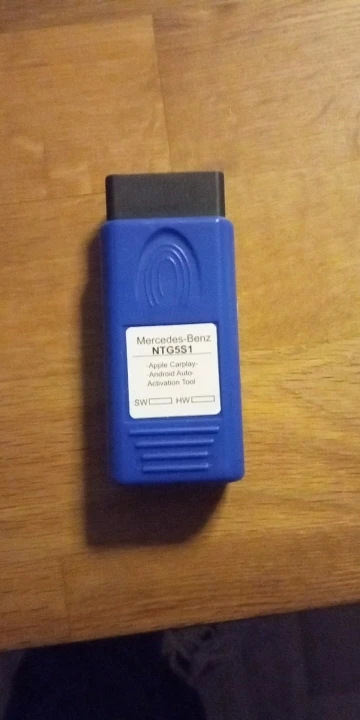 Mercedes-Benz
NTG5S1
-Apple Carplay-
-Android Auto-
Activation Tool
SW HW